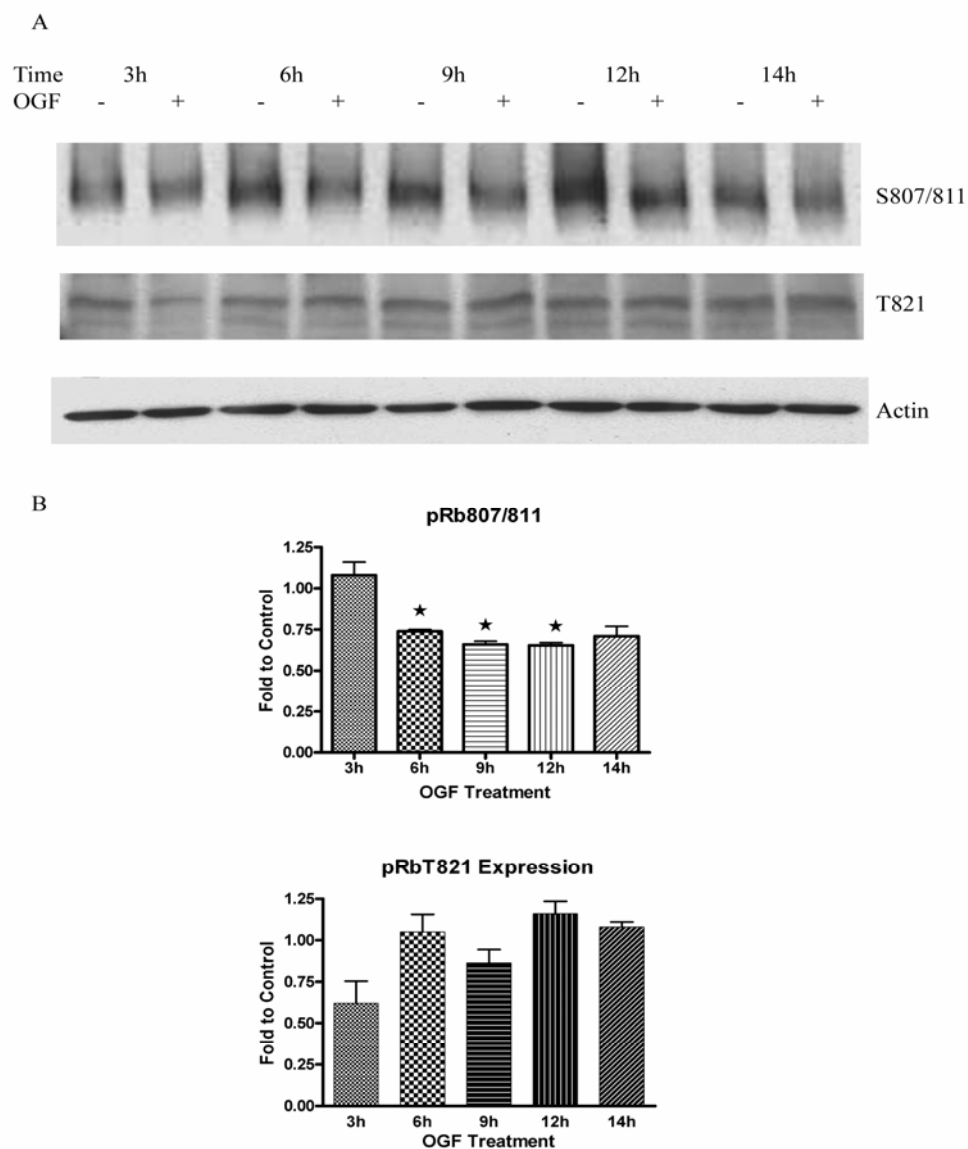 A
Time 3h 6h 9h 12h 14h
OGF - + - + - + - + - +
S807/811
T821
Actin
B
pRb807/811
Fold to Control
1.25
1.00
0.75
0.50
0.25
0.00
★ ★ ★
3h 6h 9h 12h 14h
OGF Treatment
pRbT821 Expression
Fold to Control
1.25
1.00
0.75
0.50
0.25
0.00
3h 6h 9h 12h 14h
OGF Treatment